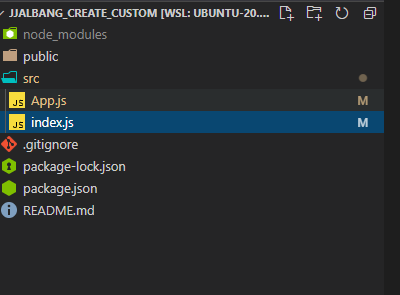 JJALBANG_CREATE_CUSTOM [WSL: UBUNTU-20....
node_modules
public
src
JS App.js M
JS index.js M
.gitignore
package-lock.json
package.json
README.md